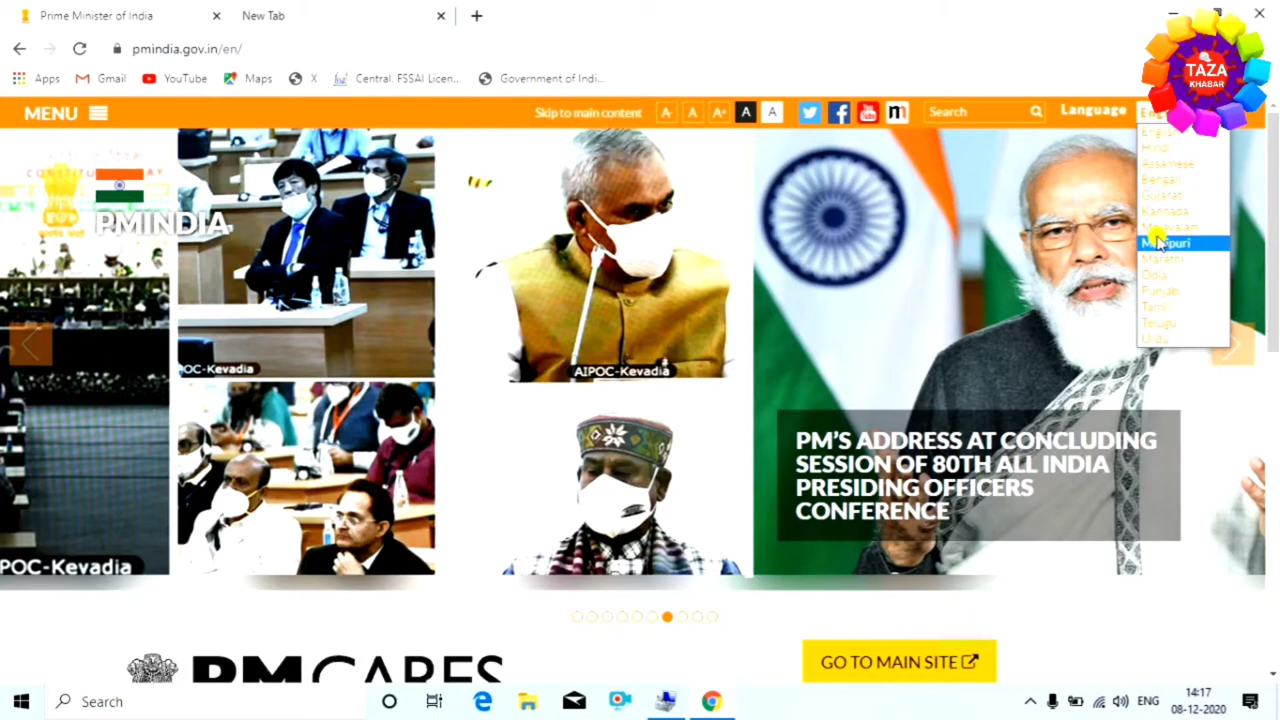 Prime Minister of India
New Tab
pmindia.gov.in/en/
Apps
Gmail
YouTube
Maps
X
Central. FSSAI Licen...
Government of Indi...
TAZA
KHABAR
MENU
Skip to main content
A-
A
A+
A
A
Search
Language
English
Hindi
Assamese
Bengali
Gujarati
Kannada
Malayalam
Manipuri
Marathi
Odia
Punjabi
Tamil
Telugu
Urdu
PMINDIA
OC-Kevadia
AIPOC-Kevadia
POC-Kevadia
PM'S ADDRESS AT CONCLUDING
SESSION OF 80TH ALL INDIA
PRESIDING OFFICERS
CONFERENCE
PM CARES
GO TO MAIN SITE
Search
ENG
14:17
08-12-2020